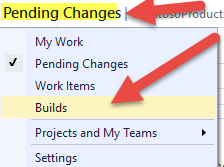 Pending Changes |
My Work
Pending Changes
Work Items
Builds
Projects and My Teams
Settings